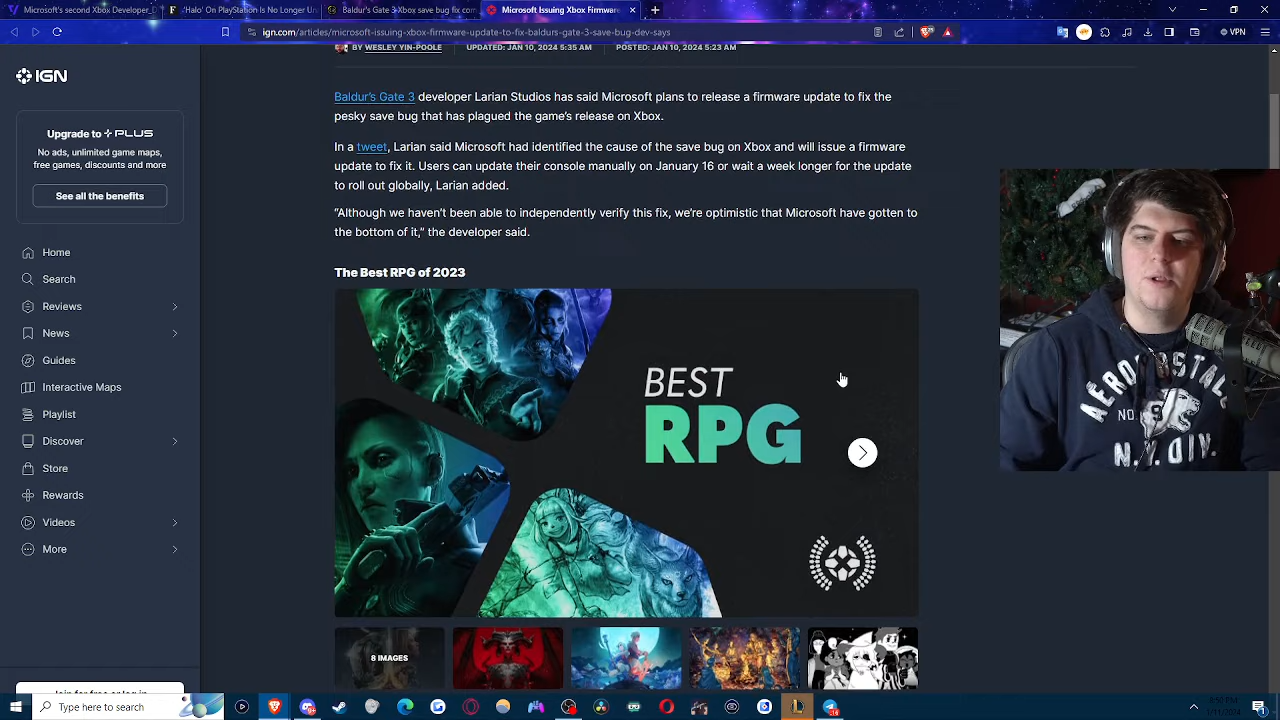 Microsoft's second Xbox Developer_D
'Halo' On PlayStation Is No Longer Un
Baldur's Gate 3 Xbox save bug fix com
Microsoft Issuing Xbox Firmware
ign.com/articles/microsoft-issuing-xbox-firmware-update-to-fix-baldurs-gate-3-save-bug-dev-says
VPN
IGN
Upgrade to PLUS
No ads, unlimited game maps,
free games, discounts and more
See all the benefits
Home
Search
Reviews
News
Guides
Interactive Maps
Playlist
Discover
Store
Rewards
Videos
More
BY WESLEY YIN-POOLE
UPDATED: JAN 10, 2024 5:35 AM
POSTED: JAN 10, 2024 5:23 AM
Baldur's Gate 3 developer Larian Studios has said Microsoft plans to release a firmware update to fix the
pesky save bug that has plagued the game's release on Xbox.
In a tweet, Larian said Microsoft had identified the cause of the save bug on Xbox and will issue a firmware
update to fix it. Users can update their console manually on January 16 or wait a week longer for the update
to roll out globally, Larian added.
"Although we haven't been able to independently verify this fix, we're optimistic that Microsoft have gotten to
the bottom of it," the developer said.
The Best RPG of 2023
BEST
RPG
8 IMAGES
AÉROPOSTALE
N.Y. DIV.
Type here to search